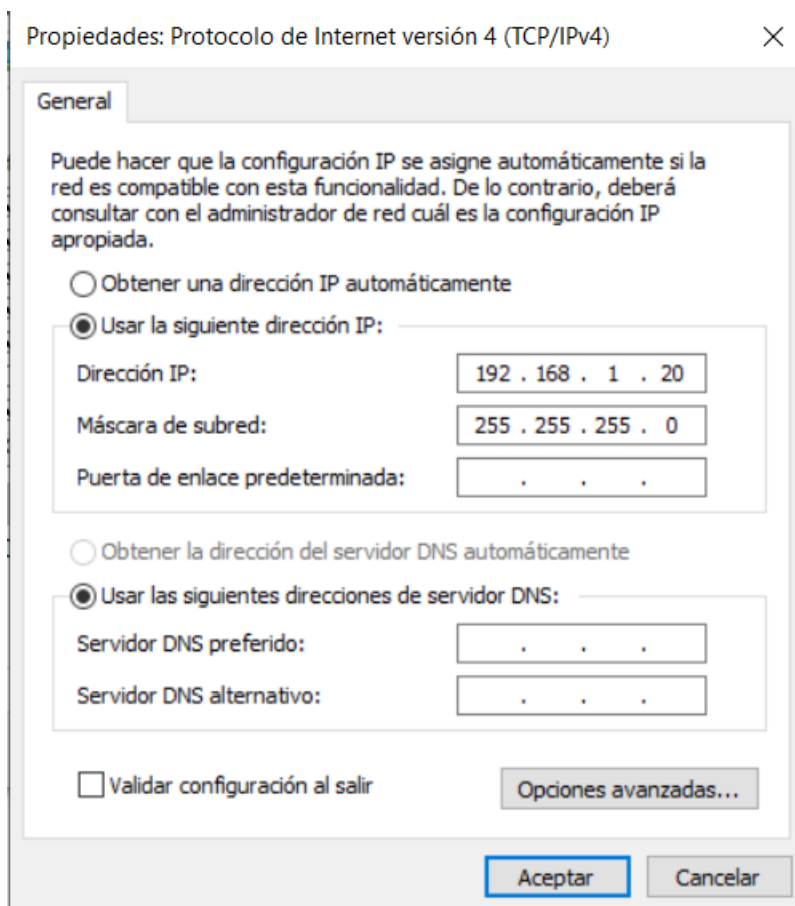 Propiedades: Protocolo de Internet versión 4 (TCP/IPv4)
General
Puede hacer que la configuración IP se asigne automáticamente si la
red es compatible con esta funcionalidad. De lo contrario, deberá
consultar con el administrador de red cuál es la configuración IP
apropiada.
Obtener una dirección IP automáticamente
Usar la siguiente dirección IP:
Dirección IP: 192 . 168 . 1 . 20
Máscara de subred: 255 . 255 . 255 . 0
Puerta de enlace predeterminada: . . .
Obtener la dirección del servidor DNS automáticamente
Usar las siguientes direcciones de servidor DNS:
Servidor DNS preferido: . . .
Servidor DNS alternativo: . . .
Validar configuración al salir
Opciones avanzadas...
Aceptar Cancelar